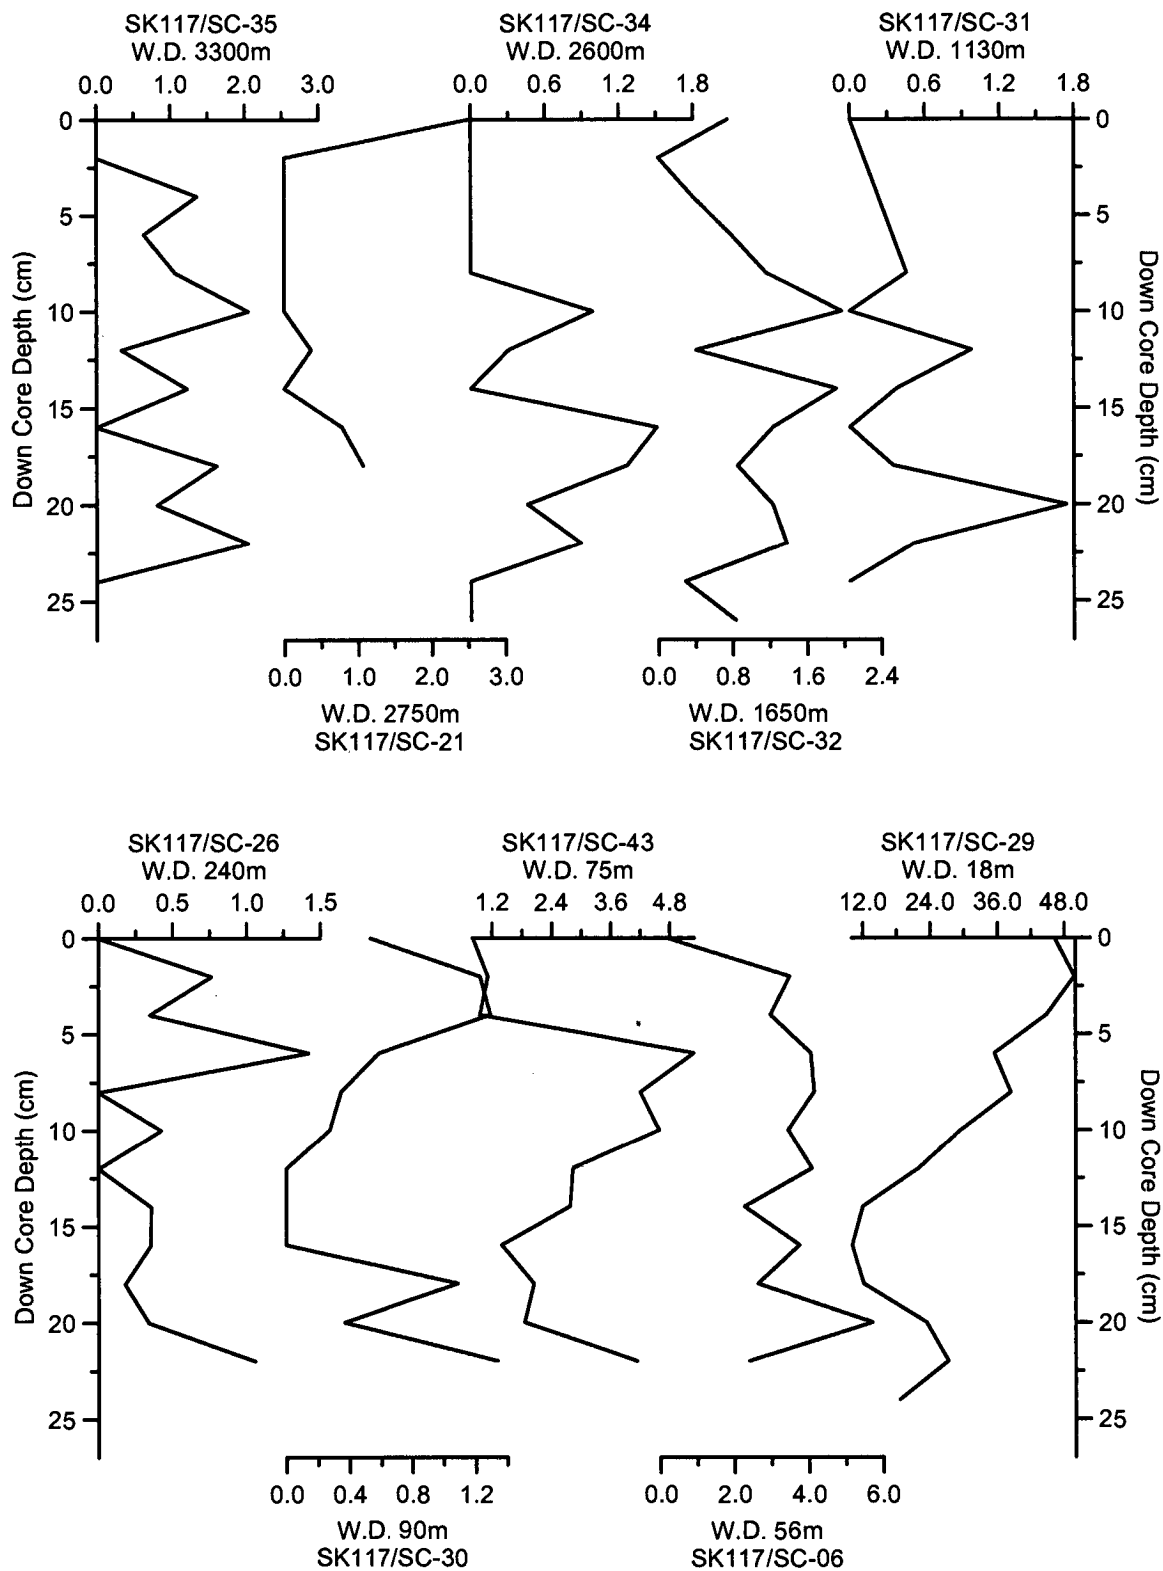 SK117/SC-35 SK117/SC-34 SK117/SC-31
W.D. 3300m W.D. 2600m W.D. 1130m
0.0 1.0 2.0 3.0 0.0 0.6 1.2 1.8 0.0 0.6 1.2 1.8
0 0
5 5
10 10
15 15
20 20
25 25
Down Core Depth (cm)
Down Core Depth (cm)
0.0 1.0 2.0 3.0 0.0 0.8 1.6 2.4
W.D. 2750m W.D. 1650m
SK117/SC-21 SK117/SC-32
SK117/SC-26 SK117/SC-43 SK117/SC-29
W.D. 240m W.D. 75m W.D. 18m
0.0 0.5 1.0 1.5 1.2 2.4 3.6 4.8 12.0 24.0 36.0 48.0
0 0
5 5
10 10
15 15
20 20
25 25
Down Core Depth (cm)
Down Core Depth (cm)
0.0 0.4 0.8 1.2 0.0 2.0 4.0 6.0
W.D. 90m W.D. 56m
SK117/SC-30 SK117/SC-06